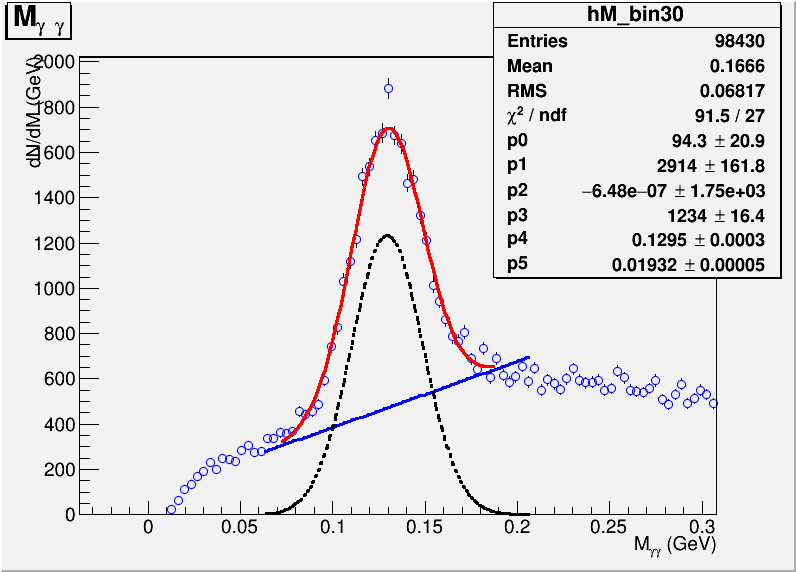 M_γ γ
hM_bin30
Entries 98430
Mean 0.1666
RMS 0.06817
χ² / ndf 91.5 / 27
p0 94.3 ± 20.9
p1 2914 ± 161.8
p2 −6.48e−07 ± 1.75e+03
p3 1234 ± 16.4
p4 0.1295 ± 0.0003
p5 0.01932 ± 0.00005
dN/dM (GeV)
2000
1800
1600
1400
1200
1000
800
600
400
200
0
0 0.05 0.1 0.15 0.2 0.25 0.3
M_γγ (GeV)